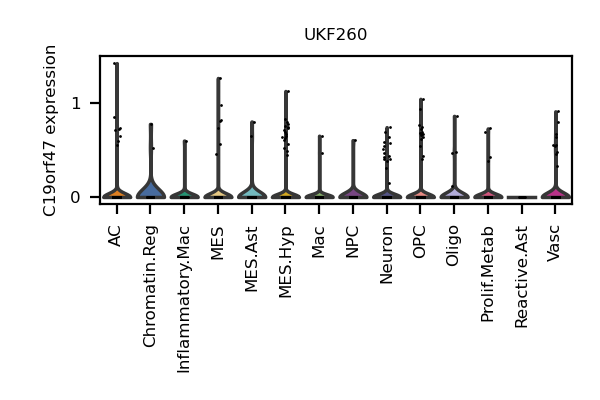 UKF260
C19orf47 expression
1
0
AC
Chromatin.Reg
Inflammatory.Mac
MES
MES.Ast
MES.Hyp
Mac
NPC
Neuron
OPC
Oligo
Prolif.Metab
Reactive.Ast
Vasc